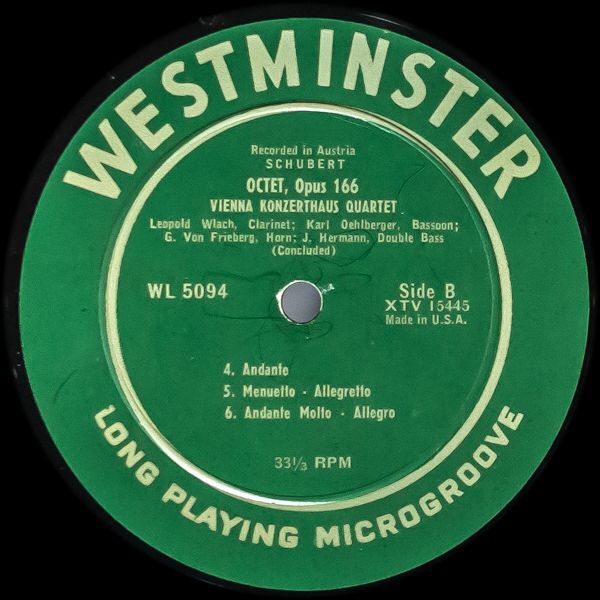 WESTMINSTER
Recorded in Austria
SCHUBERT
OCTET, Opus 166
VIENNA KONZERTHAUS QUARTET
Leopold Wlach, Clarinet; Karl Oehlberger, Bassoon;
G. Von Frieberg, Horn; J. Hermann, Double Bass
(Concluded)
WL 5094
Side B
XTV 15445
Made in U.S.A.
4. Andante
5. Menuetto - Allegretto
6. Andante Molto - Allegro
33⅓ RPM
LONG PLAYING MICROGROOVE